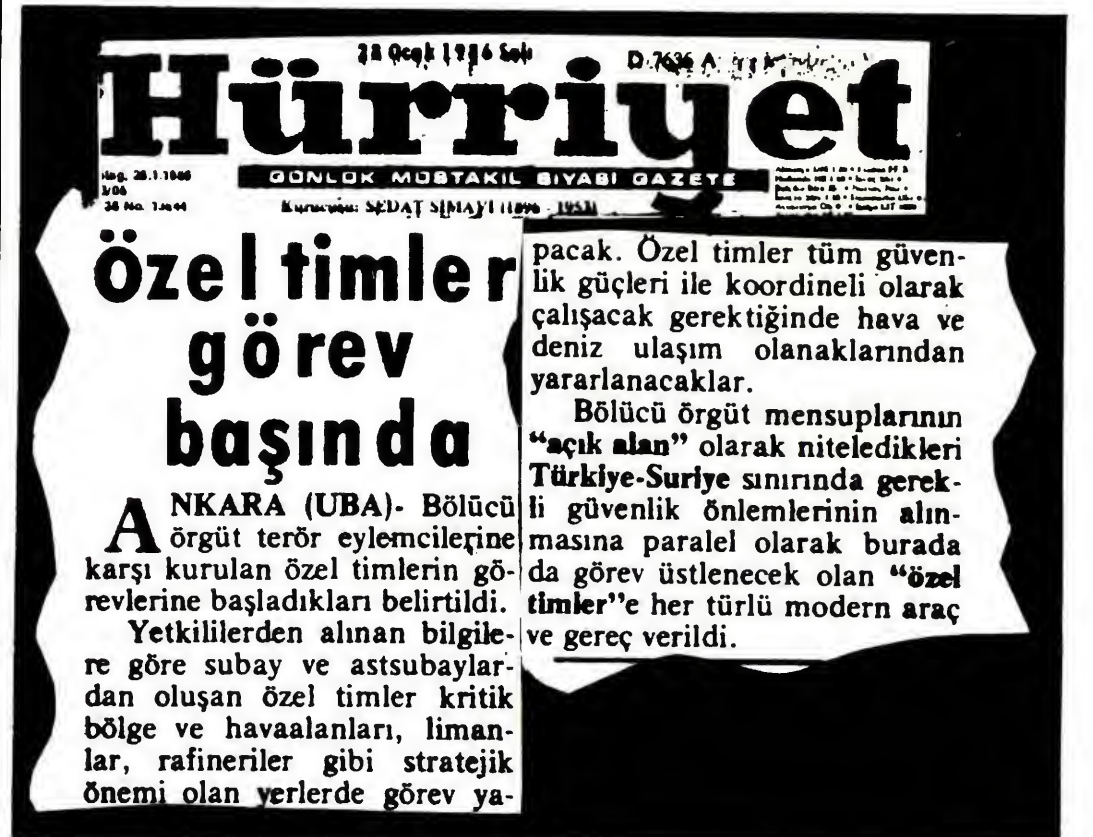 28 Ocak 1986 Salı
D. 7636 A
Hürriyet
GÜNLÜK MÜSTAKİL SİYASİ GAZETE
Kurucusu: SEDAT SİMAVİ (1896 - 1953)
Özel timler
görev
başında
ANKARA (UBA)- Bölücü
örgüt terör eylemcilerine
karşı kurulan özel timlerin gö-
revlerine başladıkları belirtildi.
Yetkililerden alınan bilgile-
re göre subay ve astsubaylar-
dan oluşan özel timler kritik
bölge ve havaalanları, liman-
lar, rafineriler gibi stratejik
önemi olan yerlerde görev ya-
pacak. Özel timler tüm güven-
lik güçleri ile koordineli olarak
çalışacak gerektiğinde hava ve
deniz ulaşım olanaklarından
yararlanacaklar.
Bölücü örgüt mensuplarının
“açık alan” olarak niteledikleri
Türkiye-Suriye sınırında gerek-
li güvenlik önlemlerinin alın-
masına paralel olarak burada
da görev üstlenecek olan “özel
timler”e her türlü modern araç
ve gereç verildi.